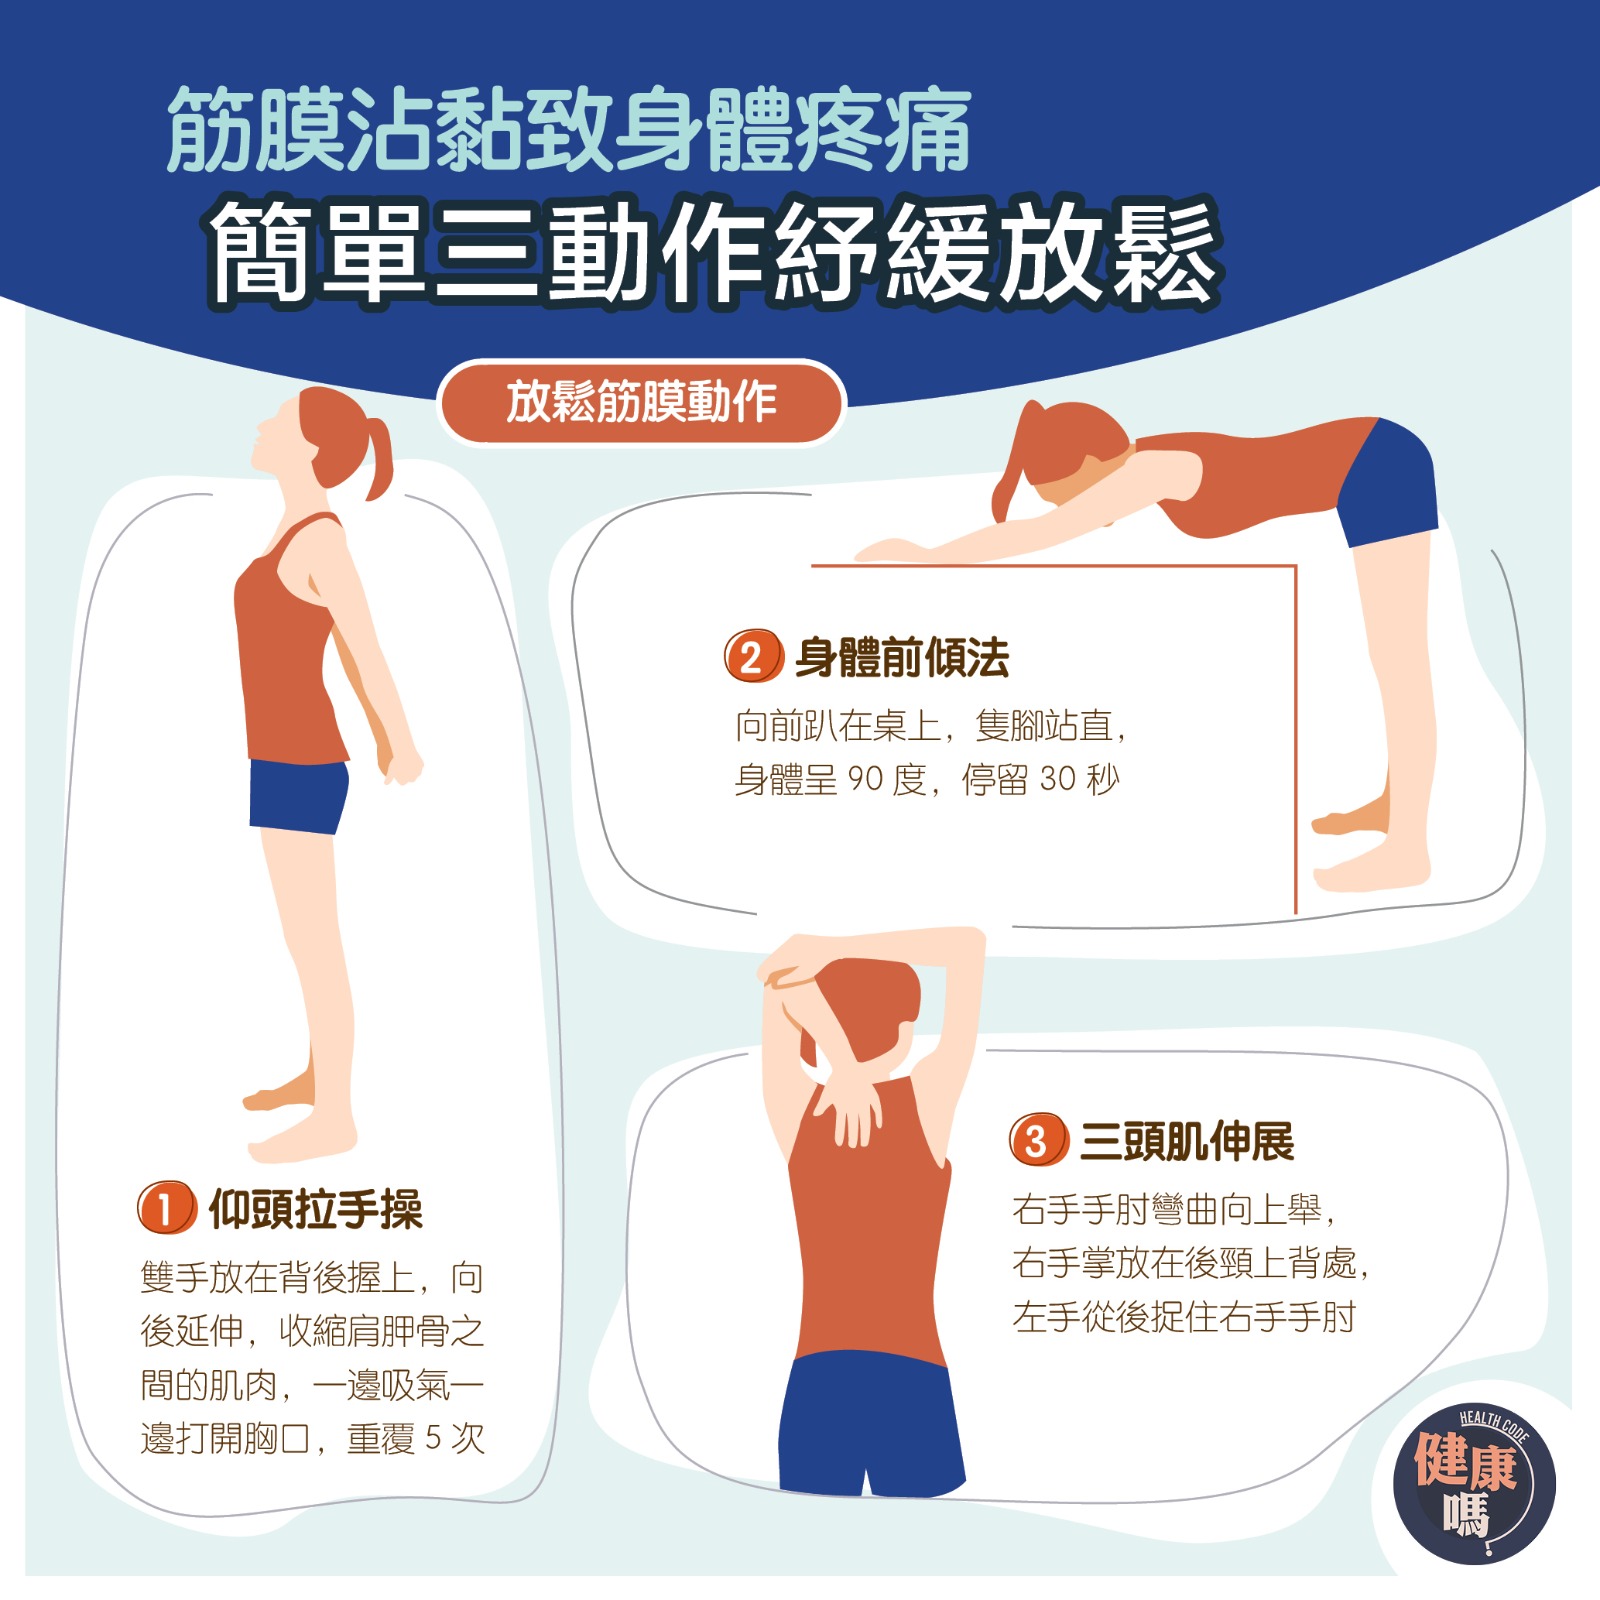 筋膜沾黏致身體疼痛
簡單三動作紓緩放鬆
放鬆筋膜動作
1 仰頭拉手操
雙手放在背後握上，向
後延伸，收縮肩胛骨之
間的肌肉，一邊吸氣一
邊打開胸口，重覆 5 次
2 身體前傾法
向前趴在桌上，隻腳站直，
身體呈 90 度，停留 30 秒
3 三頭肌伸展
右手手肘彎曲向上舉，
右手掌放在後頸上背處，
左手從後捉住右手手肘
HEALTH CODE
健康
嗎?